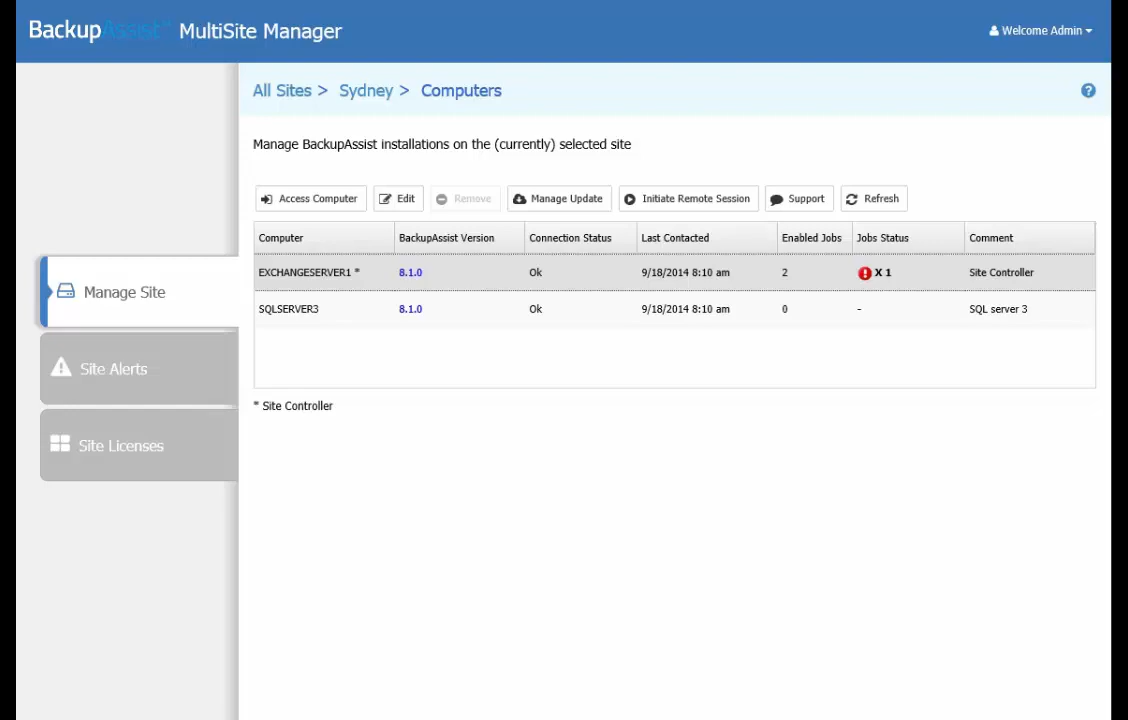 BackupAssist™ MultiSite Manager
Welcome Admin
All Sites > Sydney > Computers
Manage BackupAssist installations on the (currently) selected site
Access Computer Edit Remove Manage Update Initiate Remote Session Support Refresh
Computer BackupAssist Version Connection Status Last Contacted Enabled Jobs Jobs Status Comment
EXCHANGESERVER1 * 8.1.0 Ok 9/18/2014 8:10 am 2 X 1 Site Controller
SQLSERVER3 8.1.0 Ok 9/18/2014 8:10 am 0 - SQL server 3
* Site Controller
Manage Site
Site Alerts
Site Licenses